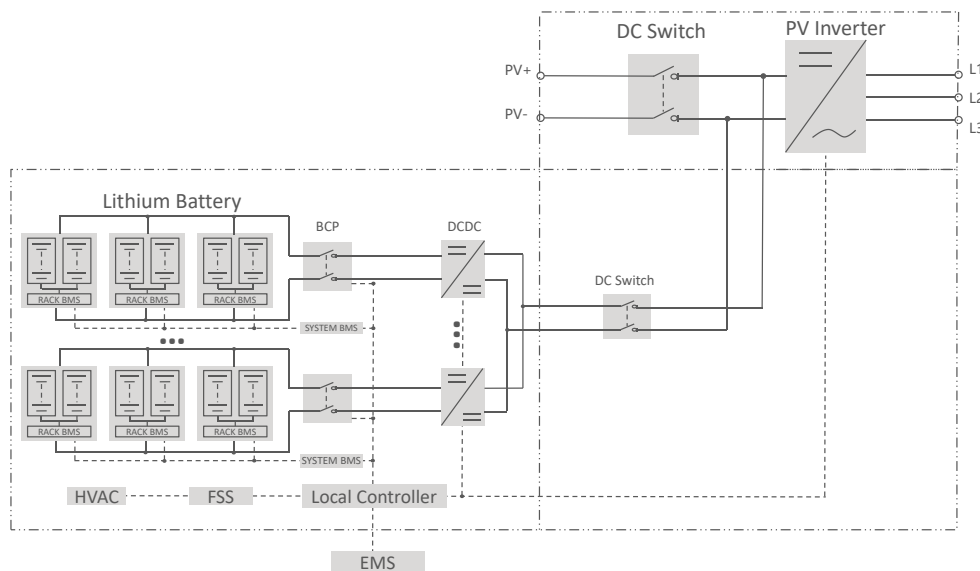 DC Switch
PV Inverter
PV+
L1
L2
PV-
L3
Lithium Battery
BCP
DCDC
DC Switch
RACK BMS
RACK BMS
RACK BMS
SYSTEM BMS
RACK BMS
RACK BMS
RACK BMS
SYSTEM BMS
HVAC
FSS
Local Controller
EMS